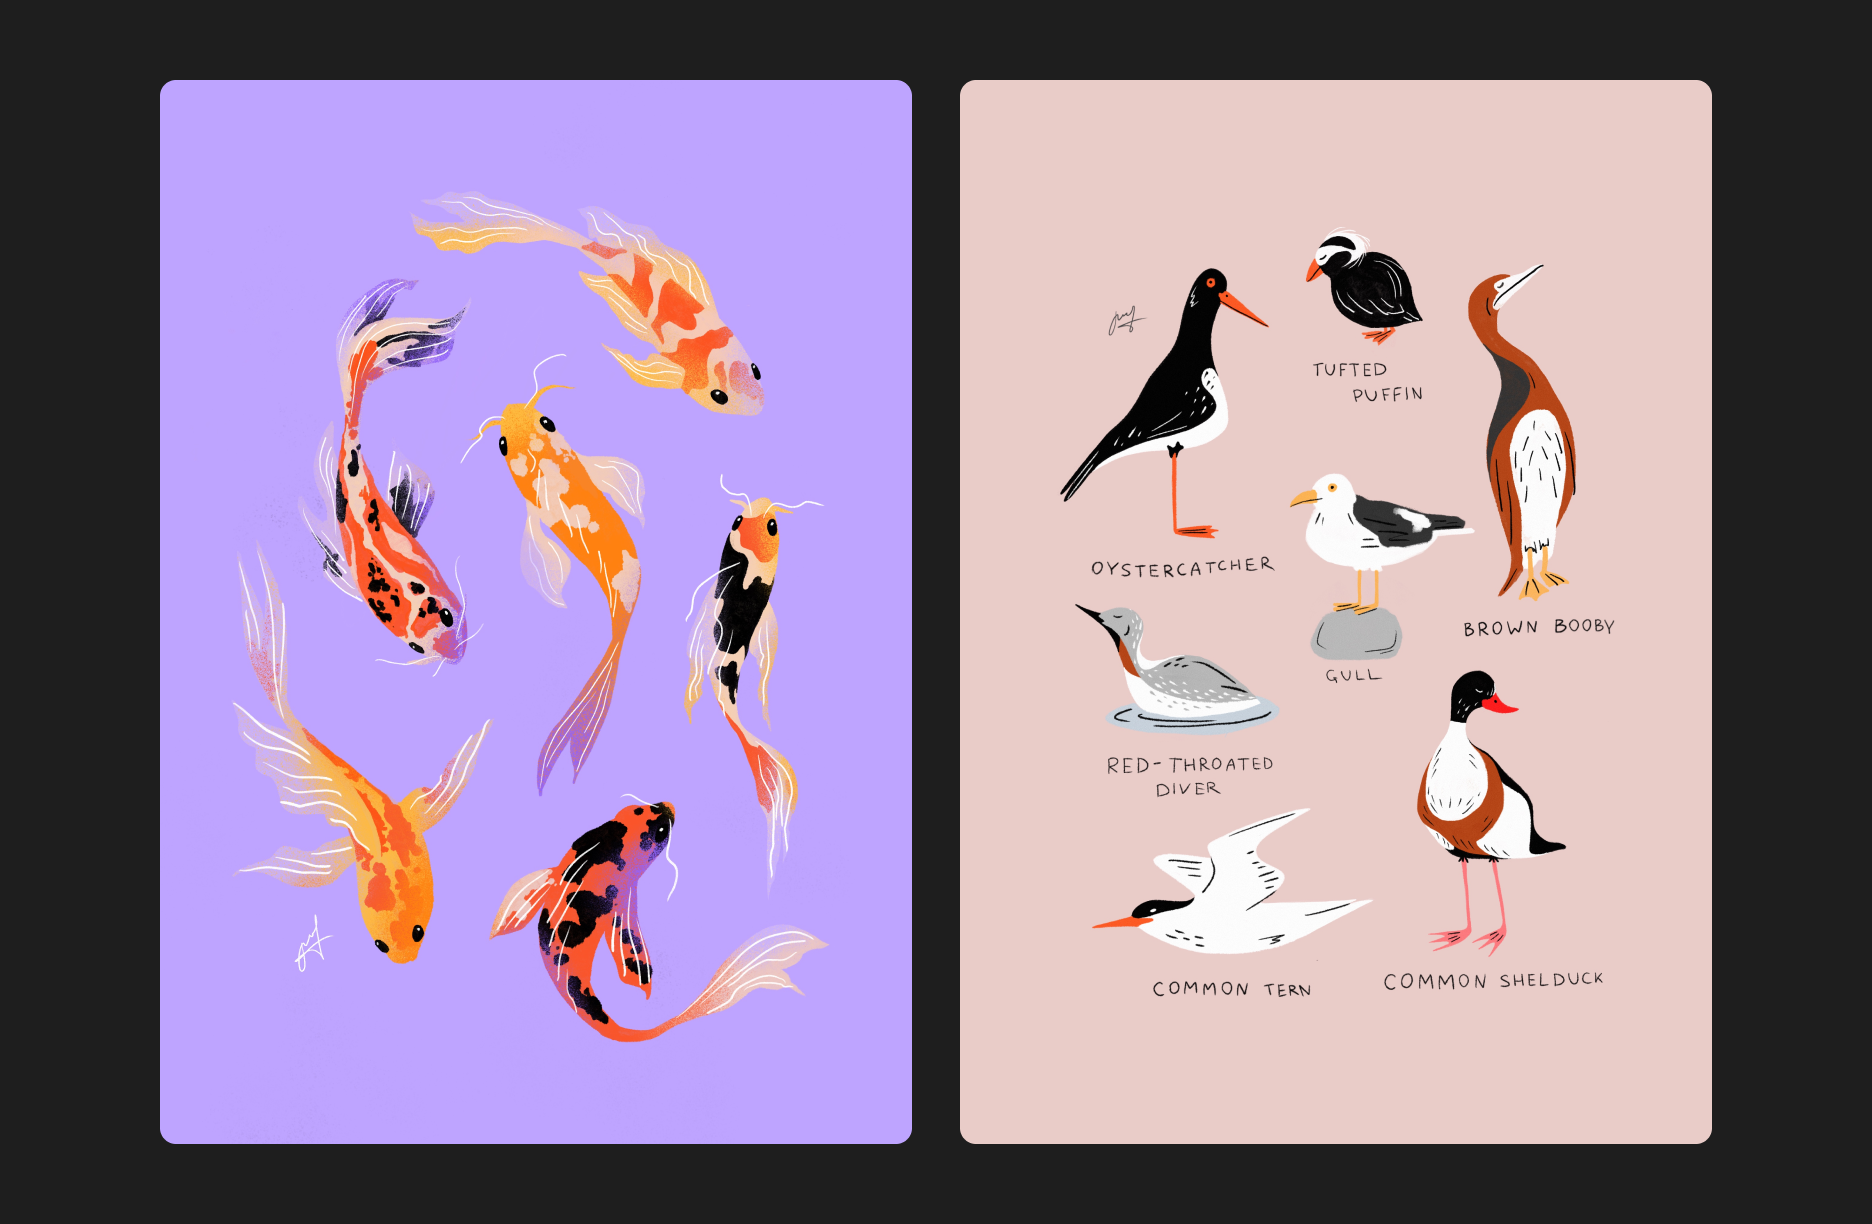 TUFTED
PUFFIN
OYSTERCATCHER
BROWN BOOBY
GULL
RED-THROATED
DIVER
COMMON TERN
COMMON SHELDUCK